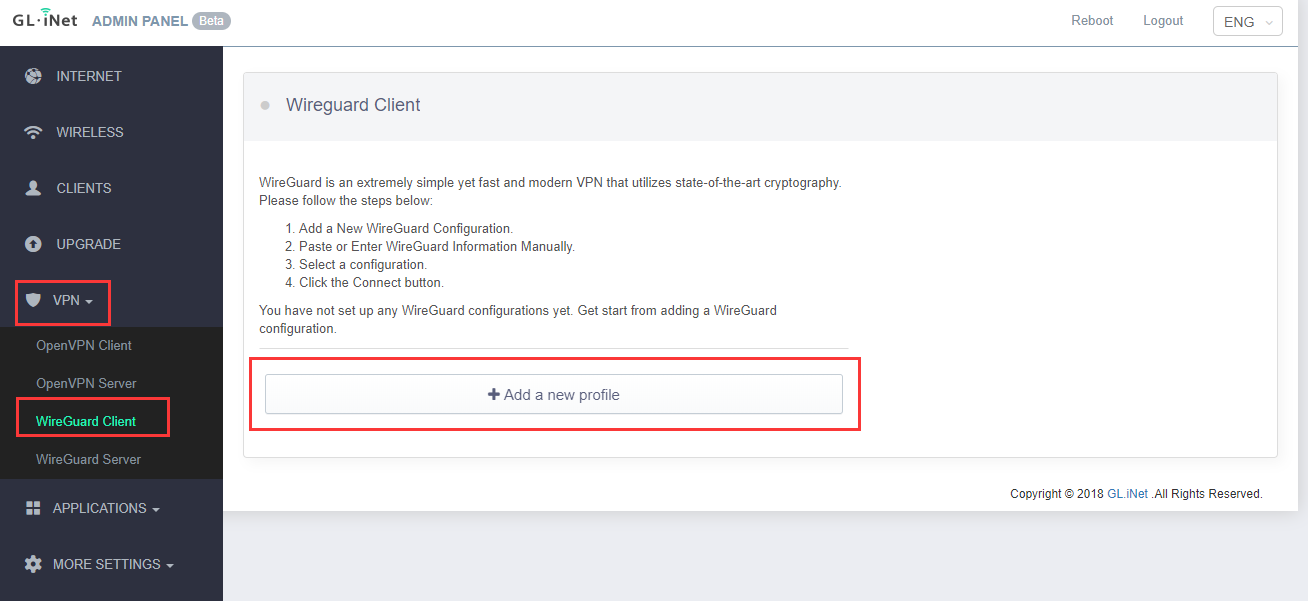 GL·iNet ADMIN PANEL Beta
Reboot Logout ENG
INTERNET
WIRELESS
CLIENTS
UPGRADE
VPN
OpenVPN Client
OpenVPN Server
WireGuard Client
WireGuard Server
APPLICATIONS
MORE SETTINGS
Wireguard Client
WireGuard is an extremely simple yet fast and modern VPN that utilizes state-of-the-art cryptography.
Please follow the steps below:
1. Add a New WireGuard Configuration.
2. Paste or Enter WireGuard Information Manually.
3. Select a configuration.
4. Click the Connect button.
You have not set up any WireGuard configurations yet. Get start from adding a WireGuard
configuration.
Add a new profile
Copyright © 2018 GL.iNet .All Rights Reserved.